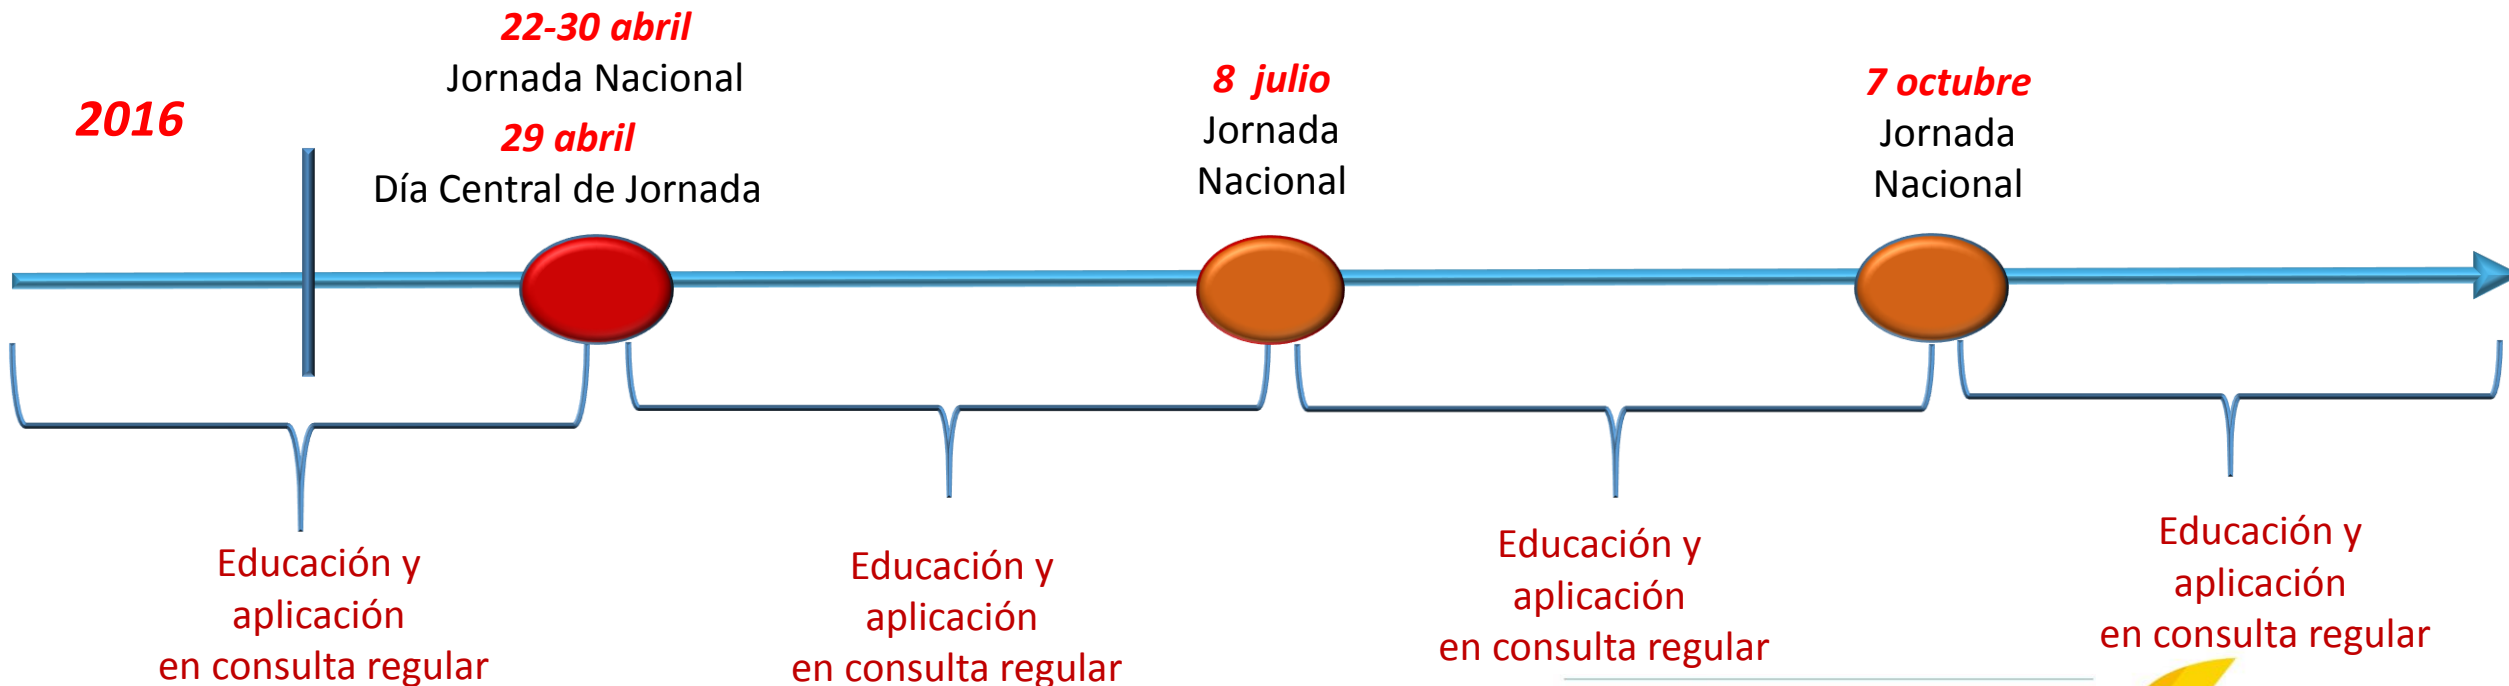 2016
22-30 abril
Jornada Nacional
29 abril
Día Central de Jornada
8 julio
Jornada
Nacional
7 octubre
Jornada
Nacional
Educación y
aplicación
en consulta regular
Educación y
aplicación
en consulta regular
Educación y
aplicación
en consulta regular
Educación y
aplicación
en consulta regular